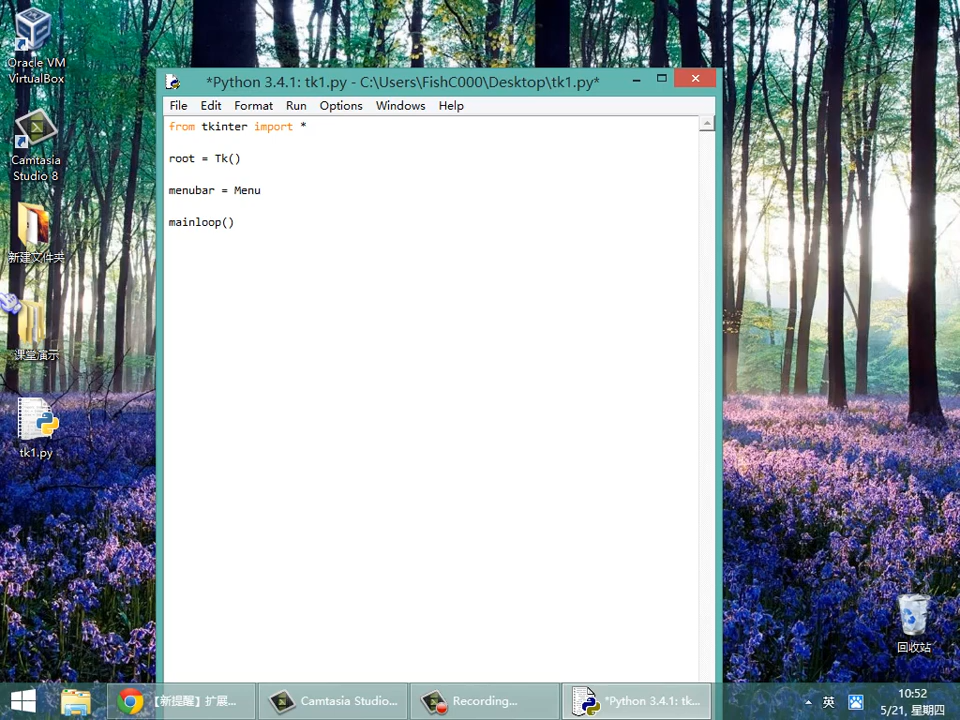 Oracle VM
VirtualBox
Camtasia
Studio 8
新建文件夹
课堂演示
tk1.py
*Python 3.4.1: tk1.py - C:\Users\FishC000\Desktop\tk1.py*
File Edit Format Run Options Windows Help
from tkinter import *
root = Tk()
menubar = Menu
mainloop()
回收站
【新提醒】扩展...
Camtasia Studio...
Recording...
*Python 3.4.1: tk...
英
10:52
5/21, 星期四